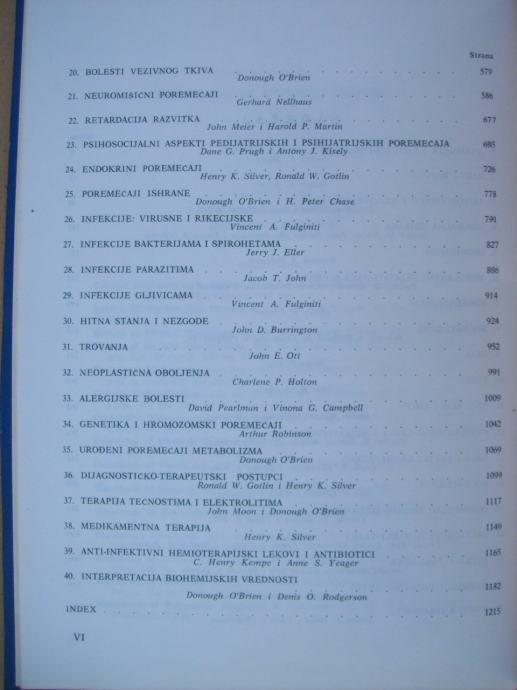 Strana
20. BOLESTI VEZIVNOG TKIVA . . . . . . . . . . 579
Donough O'Brien
21. NEUROMISICNI POREMECAJI . . . . . . . . . . 586
Gerhard Nellhaus
22. RETARDACIJA RAZVITKA . . . . . . . . . . 677
John Meier i Harold P. Martin
23. PSIHOSOCIJALNI ASPEKTI PEDIJATRIJSKIH I PSIHIJATRIJSKIH POREMECAJA 685
Dane G. Prugh i Antony J. Kisely
24. ENDOKRINI POREMECAJI . . . . . . . . . . 726
Henry K. Silver, Ronald W. Gotlin
25. POREMECAJI ISHRANE . . . . . . . . . . 778
Donough O'Brien i H. Peter Chase
26. INFEKCIJE: VIRUSNE I RIKECIJSKE . . . . . . . . . . 791
Vincent A. Fulginiti
27. INFEKCIJE BAKTERIJAMA I SPIROHETAMA . . . . . . . . . . 827
Jerry J. Eller
28. INFEKCIJE PARAZITIMA . . . . . . . . . . 886
Jacob T. John
29. INFEKCIJE GLJIVICAMA . . . . . . . . . . 914
Vincent A. Fulginiti
30. HITNA STANJA I NEZGODE . . . . . . . . . . 924
John D. Burrington
31. TROVANJA . . . . . . . . . . 952
John E. Ott
32. NEOPLASTICNA OBOLJENJA . . . . . . . . . . 991
Charlene P. Holton
33. ALERGIJSKE BOLESTI . . . . . . . . . . 1009
David Pearlman i Vinona G. Campbell
34. GENETIKA I HROMOZOMSKI POREMECAJI . . . . . . . . . . 1042
Arthur Robinson
35. UROĐENI POREMECAJI METABOLIZMA . . . . . . . . . . 1069
Donough O'Brien
36. DIJAGNOSTICKO-TERAPEUTSKI POSTUPCI . . . . . . . . . . 1099
Ronald W. Gotlin i Henry K. Silver
37. TERAPIJA TECNOSTIMA I ELEKTROLITIMA . . . . . . . . . . 1117
John Moon i Donough O'Brien
38. MEDIKAMENTNA TERAPIJA . . . . . . . . . . 1149
Henry K. Silver
39. ANTI-INFEKTIVNI HEMIOTERAPIJSKI LEKOVI I ANTIBIOTICI . . . . . . 1165
C. Henry Kempe i Anne S. Yeager
40. INTERPRETACIJA BIOHEMIJSKIH VREDNOSTI . . . . . . . . . . 1182
Donough O'Brien i Denis O. Rodgerson
INDEX . . . . . . . . . . 1215
VI